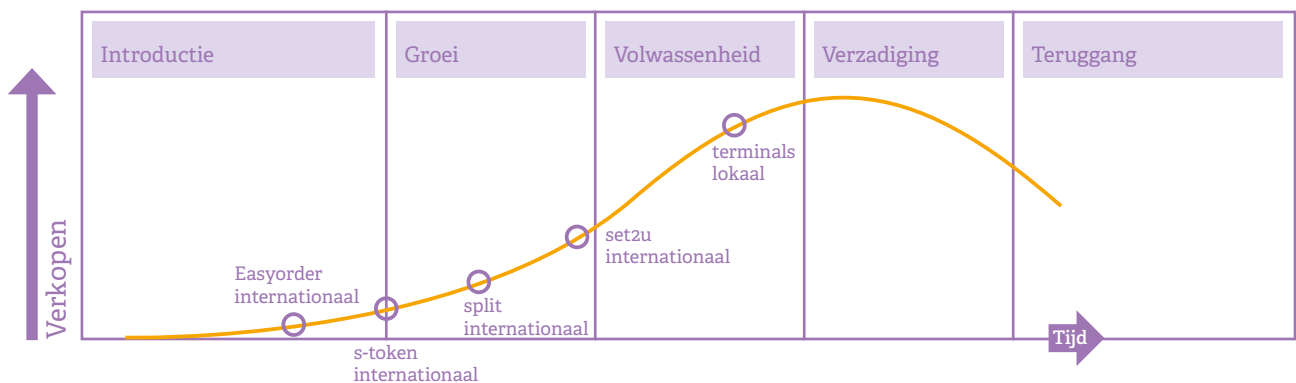 Introductie
Groei
Volwassenheid
Verzadiging
Teruggang
Verkopen
terminals
lokaal
set2u
internationaal
Easyorder
internationaal
split
internationaal
s-token
internationaal
Tijd